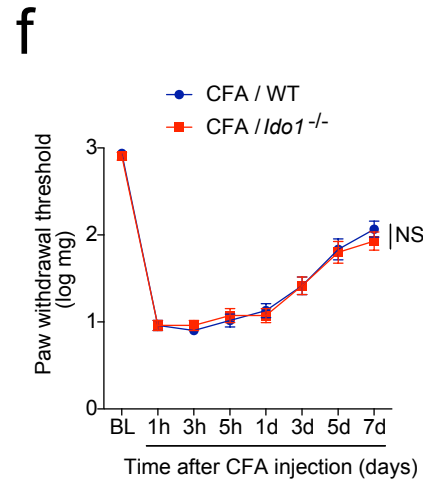 f
CFA / WT
CFA / Ido1-/-
Paw withdrawal threshold
(log mg)
3
2
1
0
NS
BL 1h 3h 5h 1d 3d 5d 7d
Time after CFA injection (days)